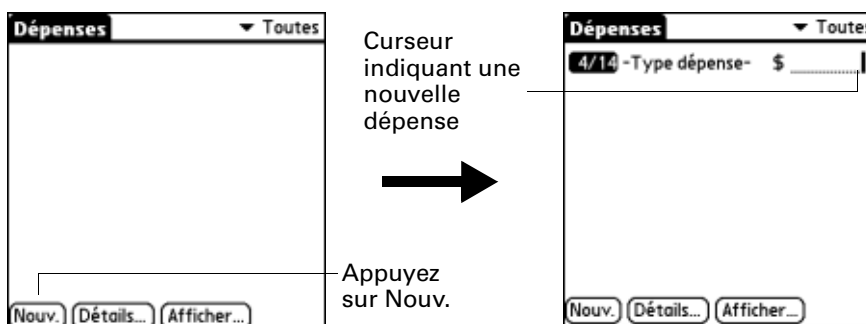 Dépenses
Toutes
Nouv.
Détails...
Afficher...
Curseur
indiquant une
nouvelle
dépense
Appuyez
sur Nouv.
Dépenses
Toutes
4/14 -Type dépense- $
Nouv.
Détails...
Afficher...